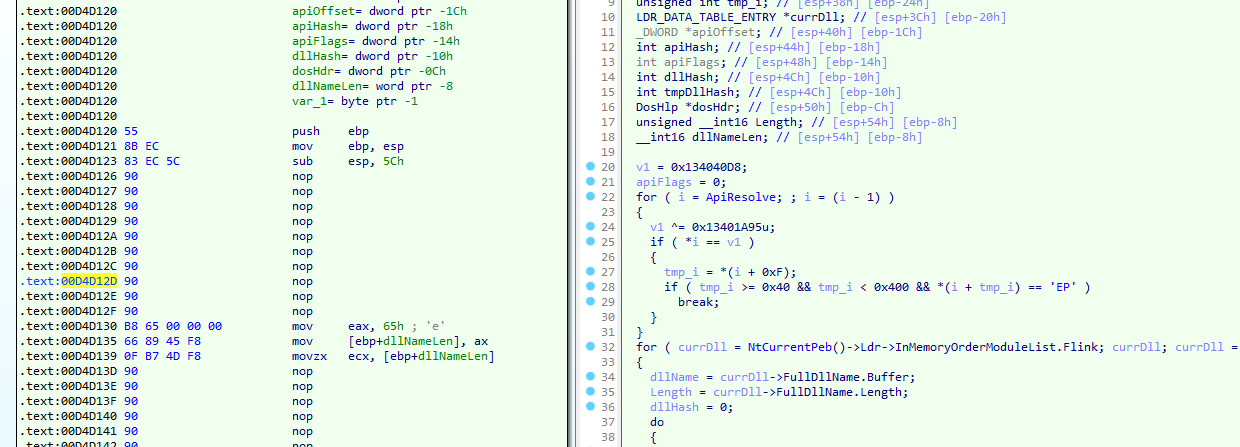 .text:00D4D120 apiOffset= dword ptr -1Ch
.text:00D4D120 apiHash= dword ptr -18h
.text:00D4D120 apiFlags= dword ptr -14h
.text:00D4D120 dllHash= dword ptr -10h
.text:00D4D120 dosHdr= dword ptr -0Ch
.text:00D4D120 dllNameLen= word ptr -8
.text:00D4D120 var_1= byte ptr -1
.text:00D4D120
.text:00D4D120 55 push ebp
.text:00D4D121 8B EC mov ebp, esp
.text:00D4D123 83 EC 5C sub esp, 5Ch
.text:00D4D126 90 nop
.text:00D4D127 90 nop
.text:00D4D128 90 nop
.text:00D4D129 90 nop
.text:00D4D12A 90 nop
.text:00D4D12B 90 nop
.text:00D4D12C 90 nop
.text:00D4D12D 90 nop
.text:00D4D12E 90 nop
.text:00D4D12F 90 nop
.text:00D4D130 B8 65 00 00 00 mov eax, 65h ; 'e'
.text:00D4D135 66 89 45 F8 mov [ebp+dllNameLen], ax
.text:00D4D139 0F B7 4D F8 movzx ecx, [ebp+dllNameLen]
.text:00D4D13D 90 nop
.text:00D4D13E 90 nop
.text:00D4D13F 90 nop
.text:00D4D140 90 nop
.text:00D4D141 90 nop
.text:00D4D142 90 nop
9 unsigned int tmp_i; // [esp+38h] [ebp-24h]
10 LDR_DATA_TABLE_ENTRY *currDll; // [esp+3Ch] [ebp-20h]
11 _DWORD *apiOffset; // [esp+40h] [ebp-1Ch]
12 int apiHash; // [esp+44h] [ebp-18h]
13 int apiFlags; // [esp+48h] [ebp-14h]
14 int dllHash; // [esp+4Ch] [ebp-10h]
15 int tmpDllHash; // [esp+4Ch] [ebp-10h]
16 DosHlp *dosHdr; // [esp+50h] [ebp-Ch]
17 unsigned __int16 Length; // [esp+54h] [ebp-8h]
18 __int16 dllNameLen; // [esp+54h] [ebp-8h]
19
20 v1 = 0x134040D8;
21 apiFlags = 0;
22 for ( i = ApiResolve; ; i = (i - 1) )
23 {
24 v1 ^= 0x13401A95u;
25 if ( *i == v1 )
26 {
27 tmp_i = *(i + 0xF);
28 if ( tmp_i >= 0x40 && tmp_i < 0x400 && *(i + tmp_i) == 'EP' )
29 break;
30 }
31 }
32 for ( currDll = NtCurrentPeb()->Ldr->InMemoryOrderModuleList.Flink; currDll; currDll =
33 {
34 dllName = currDll->FullDllName.Buffer;
35 Length = currDll->FullDllName.Length;
36 dllHash = 0;
37 do
38 {